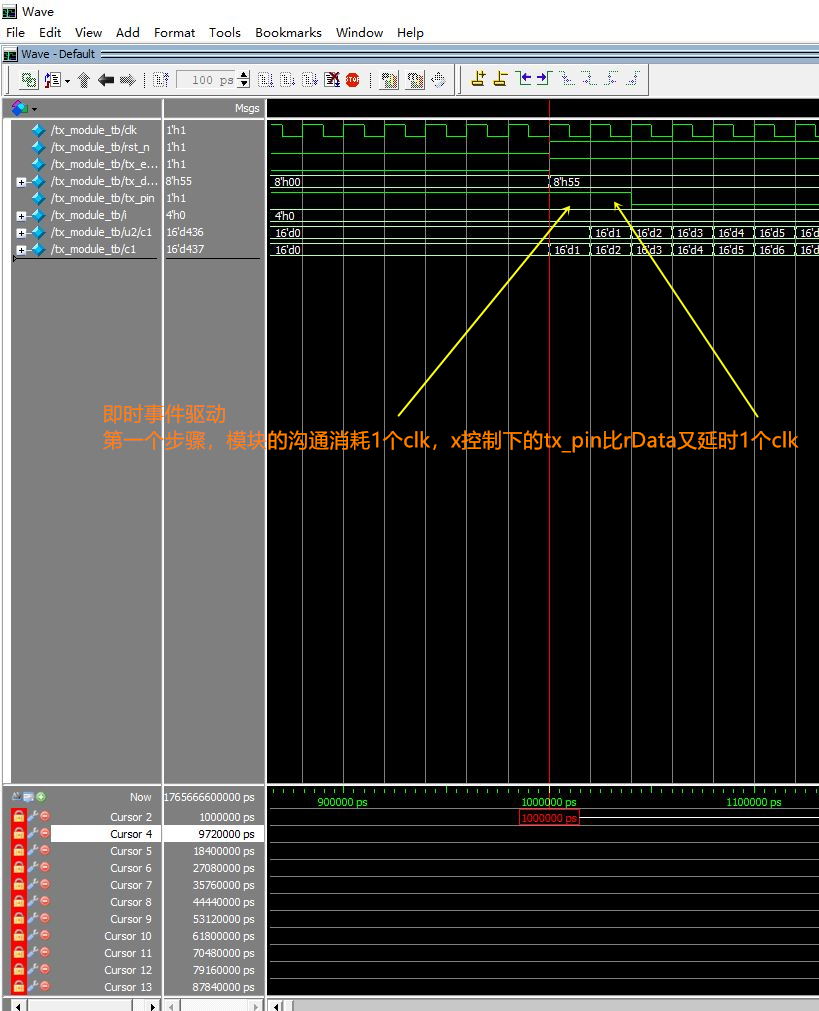 Wave
File Edit View Add Format Tools Bookmarks Window Help
Wave - Default
100 ps
STOP
Msgs
/tx_module_tb/clk 1'h1
/tx_module_tb/rst_n 1'h1
/tx_module_tb/tx_e... 1'h1
/tx_module_tb/tx_d... 8'h55 8'h00 8'h55
/tx_module_tb/tx_pin 1'h1
/tx_module_tb/i 4'h0 4'h0
/tx_module_tb/u2/c1 16'd436 16'd0 16'd1 16'd2 16'd3 16'd4 16'd5 16'd
/tx_module_tb/c1 16'd437 16'd0 16'd1 16'd2 16'd3 16'd4 16'd5 16'd6 16'd
即时事件驱动
第一个步骤，模块的沟通消耗1个clk，x控制下的tx_pin比rData又延时1个clk
Now 1765666600000 ps 900000 ps 1000000 ps 1100000 ps
Cursor 2 1000000 ps 1000000 ps
Cursor 4 9720000 ps
Cursor 5 18400000 ps
Cursor 6 27080000 ps
Cursor 7 35760000 ps
Cursor 8 44440000 ps
Cursor 9 53120000 ps
Cursor 10 61800000 ps
Cursor 11 70480000 ps
Cursor 12 79160000 ps
Cursor 13 87840000 ps